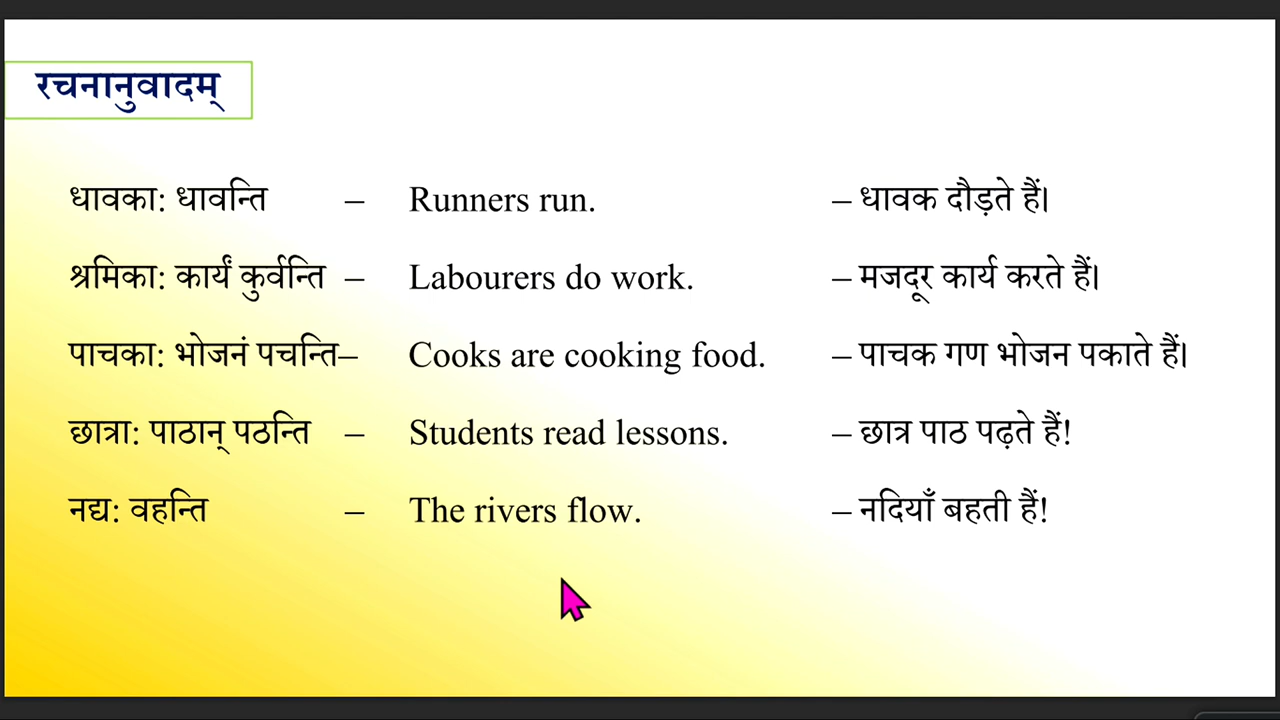 रचनानुवादम्
धावका: धावन्ति – Runners run. – धावक दौड़ते हैं।
श्रमिका: कार्यं कुर्वन्ति – Labourers do work. – मजदूर कार्य करते हैं।
पाचका: भोजनं पचन्ति– Cooks are cooking food. – पाचक गण भोजन पकाते हैं।
छात्रा: पाठान् पठन्ति – Students read lessons. – छात्र पाठ पढ़ते हैं!
नद्य: वहन्ति – The rivers flow. – नदियाँ बहती हैं!